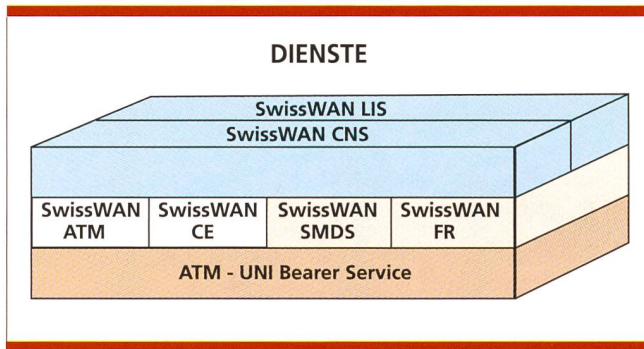 DIENSTE
SwissWAN LIS
SwissWAN CNS
SwissWAN SwissWAN SwissWAN SwissWAN
ATM CE SMDS FR
ATM - UNI Bearer Service